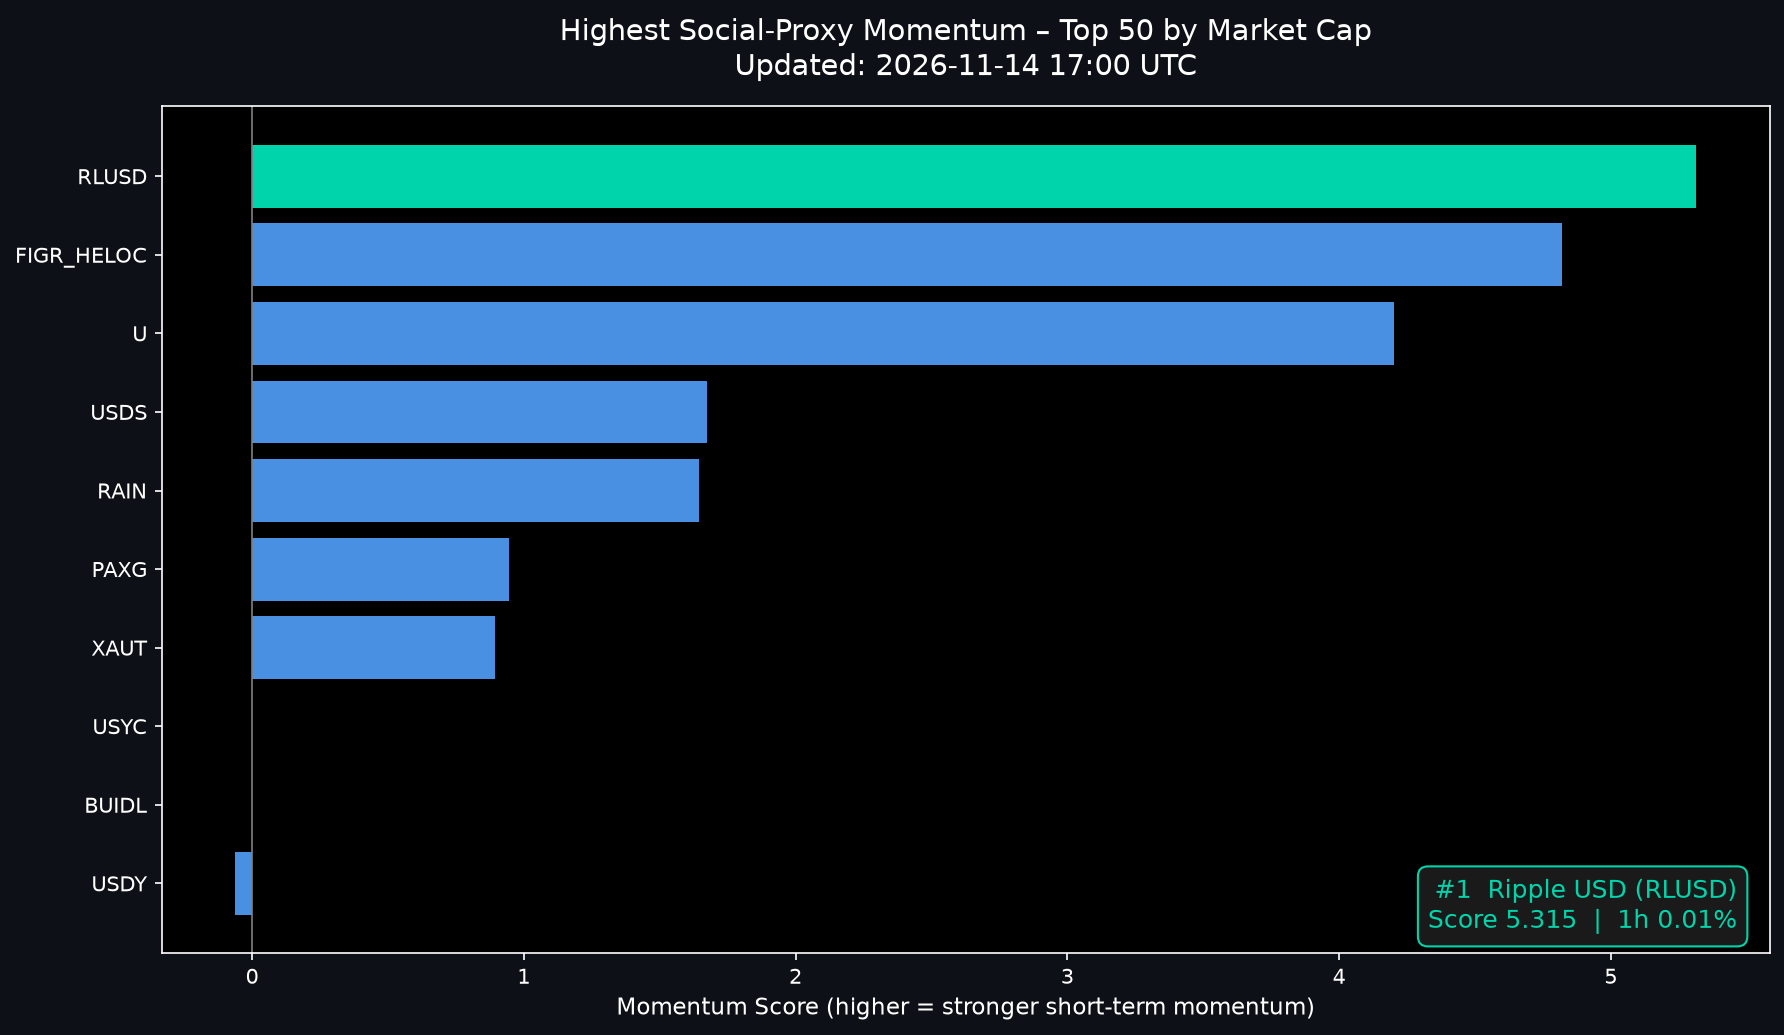 Highest Social-Proxy Momentum – Top 50 by Market Cap
Updated: 2026-11-14 17:00 UTC
RLUSD
FIGR_HELOC
U
USDS
RAIN
PAXG
XAUT
USYC
BUIDL
USDY
#1 Ripple USD (RLUSD)
Score 5.315 | 1h 0.01%
0 1 2 3 4 5
Momentum Score (higher = stronger short-term momentum)